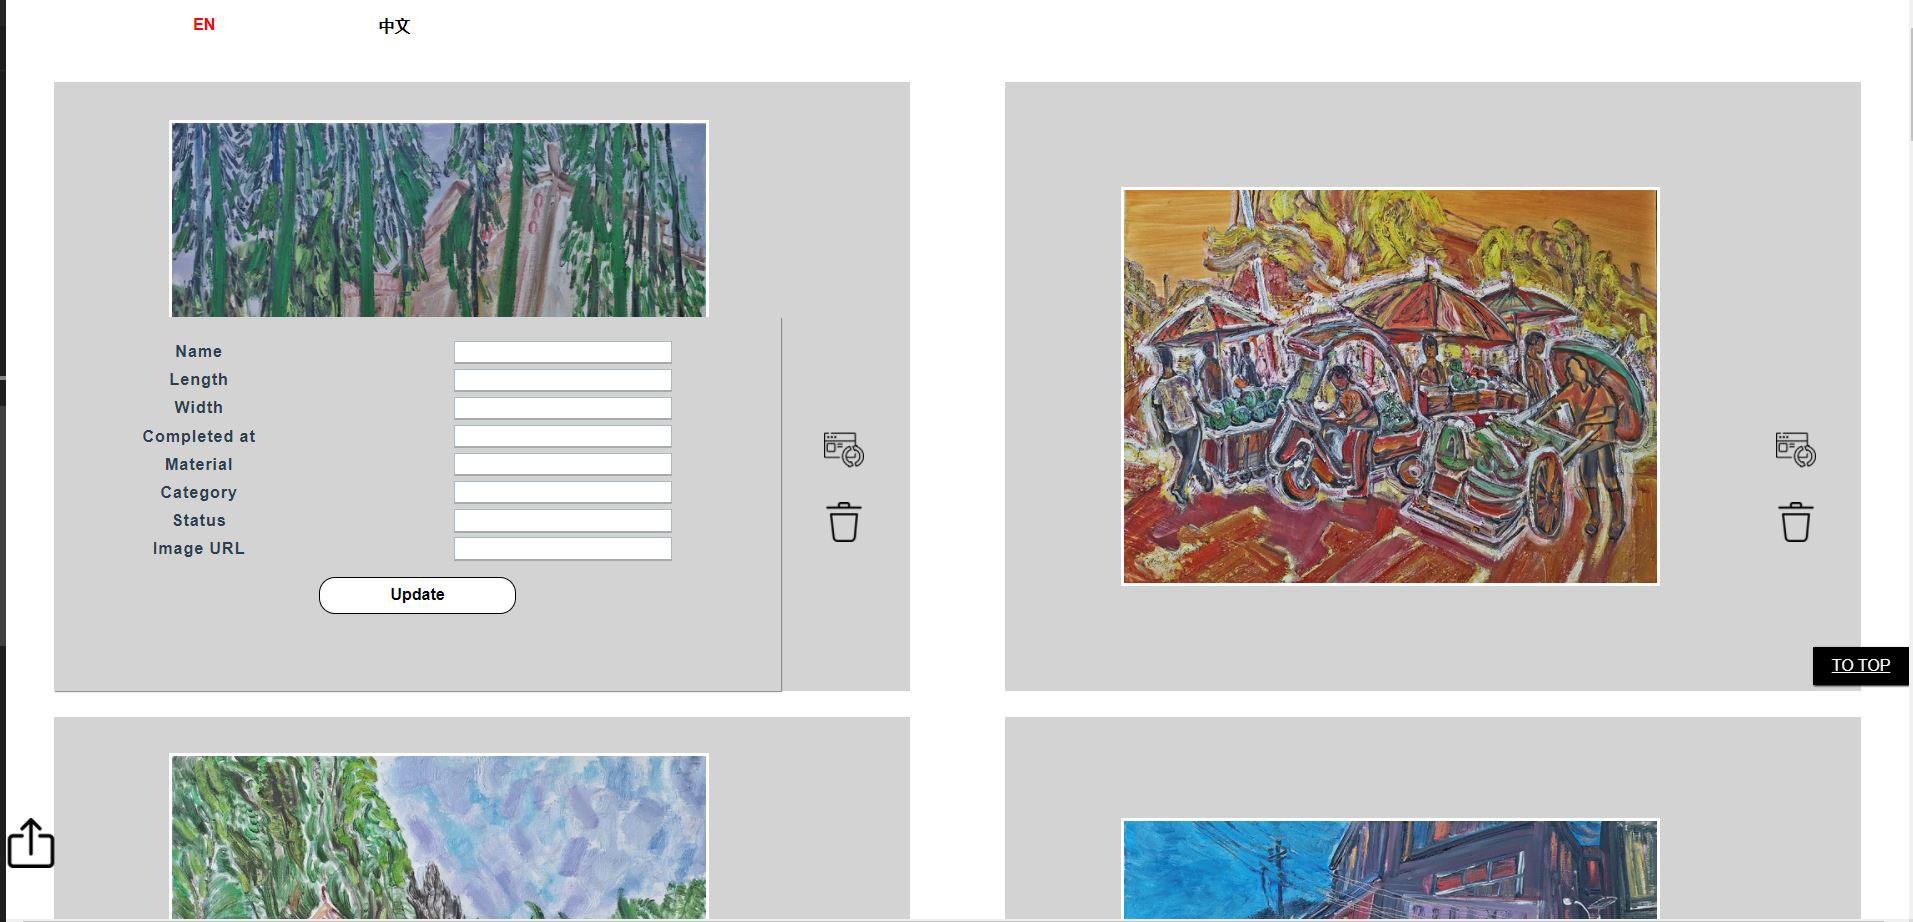 EN
中文
Name
Length
Width
Completed at
Material
Category
Status
Image URL
Update
TO TOP